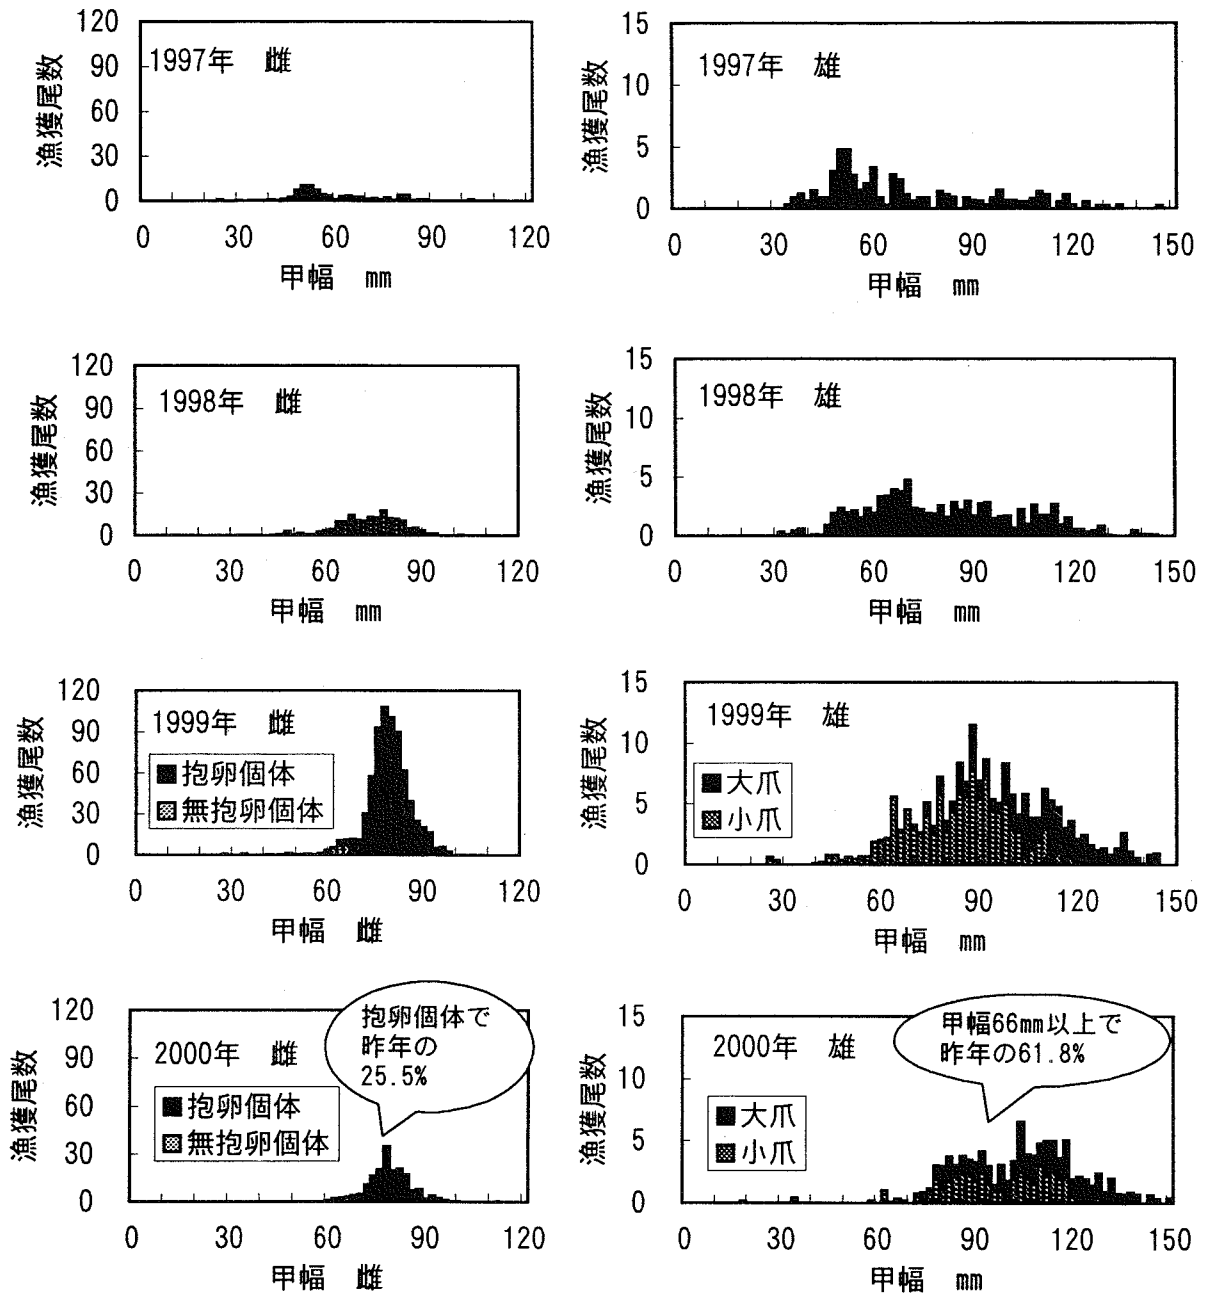 1997年 雌
漁獲尾数
120
90
60
30
0
0 30 60 90 120
甲幅 mm
1997年 雄
漁獲尾数
15
10
5
0
0 30 60 90 120 150
甲幅 mm
1998年 雌
漁獲尾数
120
90
60
30
0
0 30 60 90 120
甲幅 mm
1998年 雄
漁獲尾数
15
10
5
0
0 30 60 90 120 150
甲幅 mm
1999年 雌
抱卵個体
無抱卵個体
漁獲尾数
120
90
60
30
0
0 30 60 90 120
甲幅 雌
1999年 雄
大爪
小爪
漁獲尾数
15
10
5
0
0 30 60 90 120 150
甲幅 mm
2000年 雌
抱卵個体
無抱卵個体
抱卵個体で
昨年の
25.5%
漁獲尾数
120
90
60
30
0
0 30 60 90 120
甲幅 雌
2000年 雄
大爪
小爪
甲幅66mm以上で
昨年の61.8%
漁獲尾数
15
10
5
0
0 30 60 90 120 150
甲幅 mm